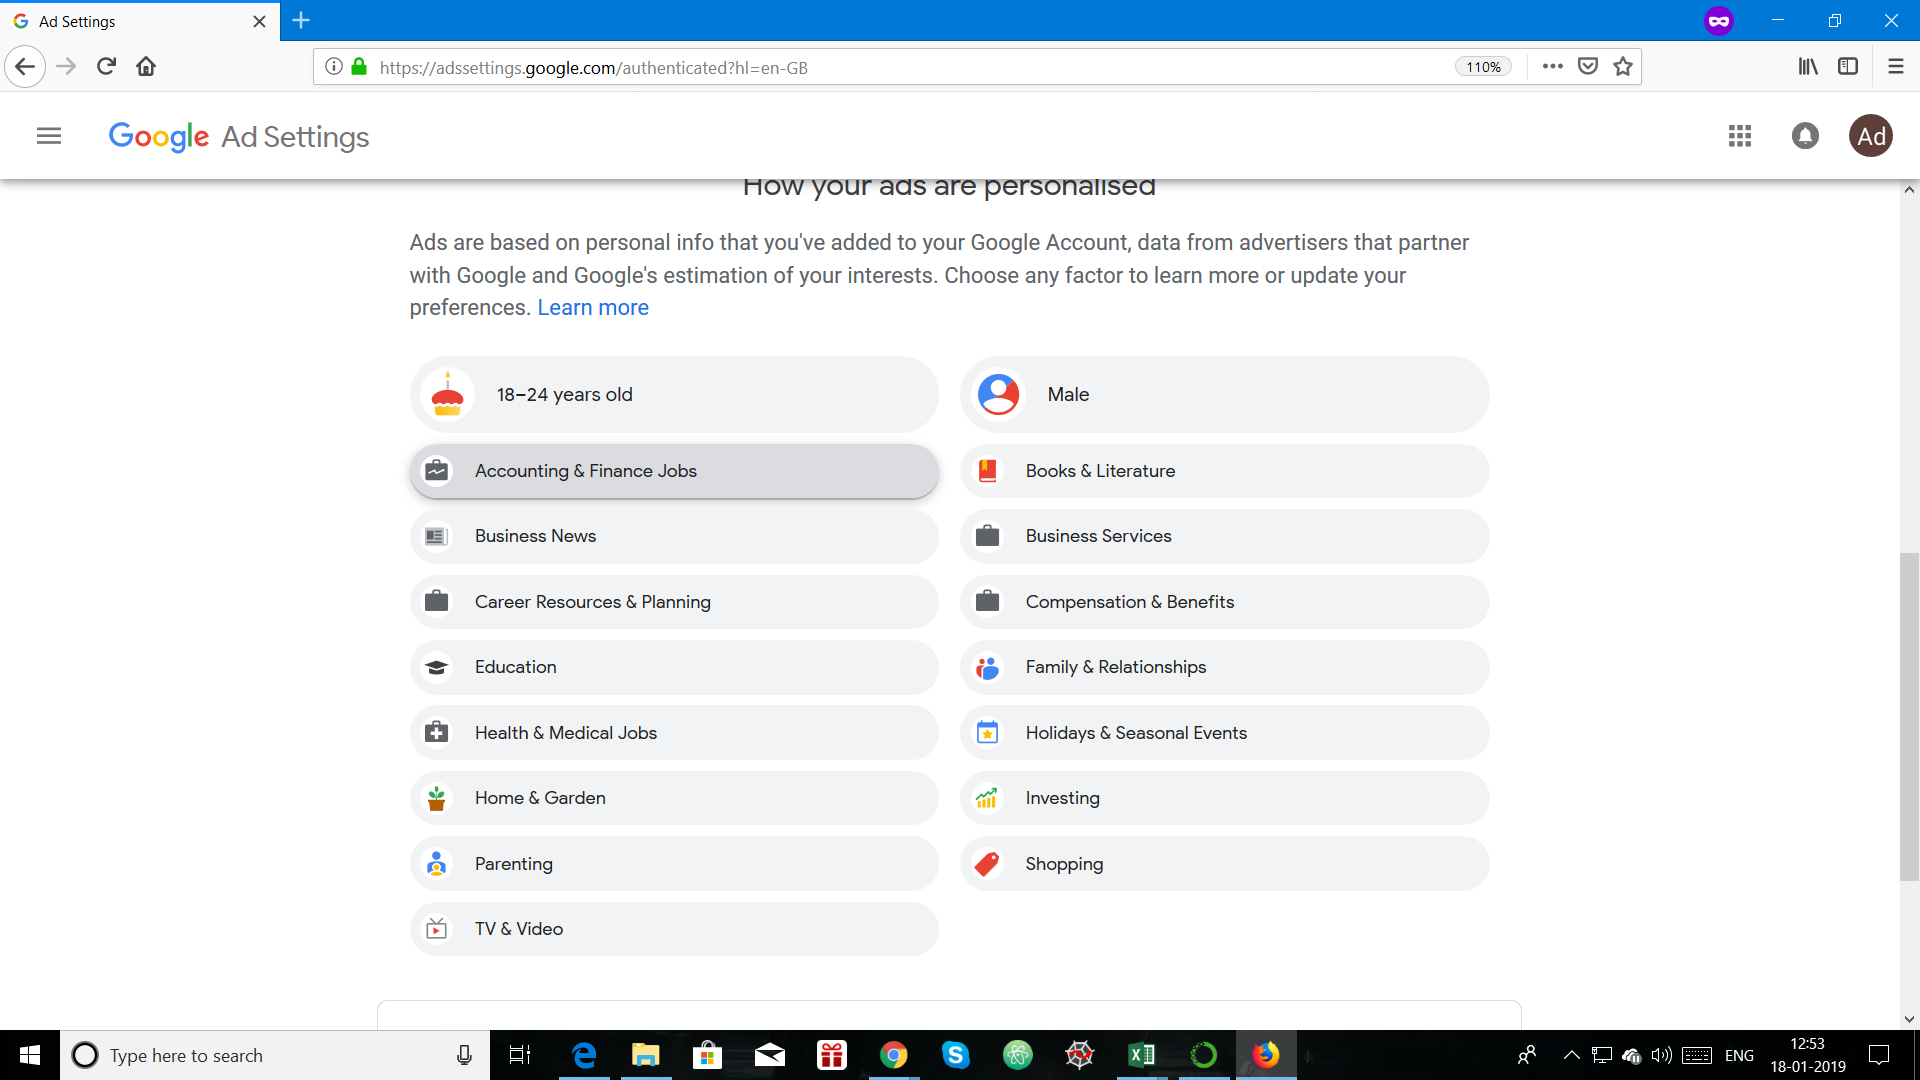 Ad Settings
https://adssettings.google.com/authenticated?hl=en-GB
110%
Google Ad Settings
Ad
How your ads are personalised
Ads are based on personal info that you've added to your Google Account, data from advertisers that partner
with Google and Google's estimation of your interests. Choose any factor to learn more or update your
preferences. Learn more
18–24 years old
Male
Accounting & Finance Jobs
Books & Literature
Business News
Business Services
Career Resources & Planning
Compensation & Benefits
Education
Family & Relationships
Health & Medical Jobs
Holidays & Seasonal Events
Home & Garden
Investing
Parenting
Shopping
TV & Video
Type here to search
ENG
12:53
18-01-2019